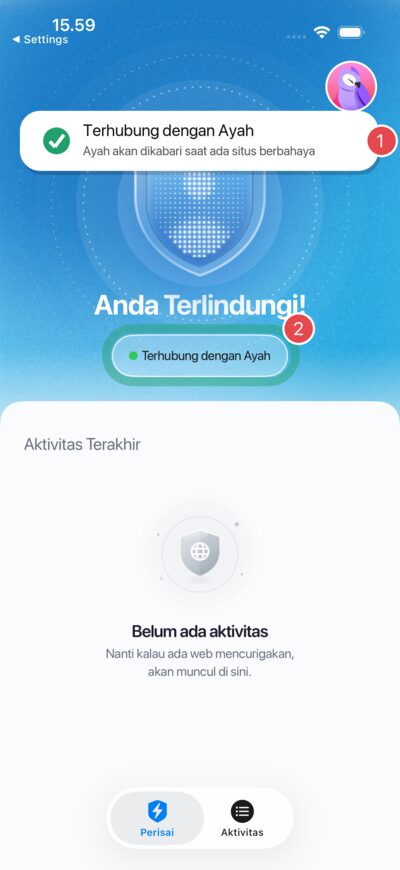 15.59
◀ Settings
Terhubung dengan Ayah
Ayah akan dikabari saat ada situs berbahaya
1
Anda Terlindungi!
2
Terhubung dengan Ayah
Aktivitas Terakhir
Belum ada aktivitas
Nanti kalau ada web mencurigakan,
akan muncul di sini.
Perisai
Aktivitas